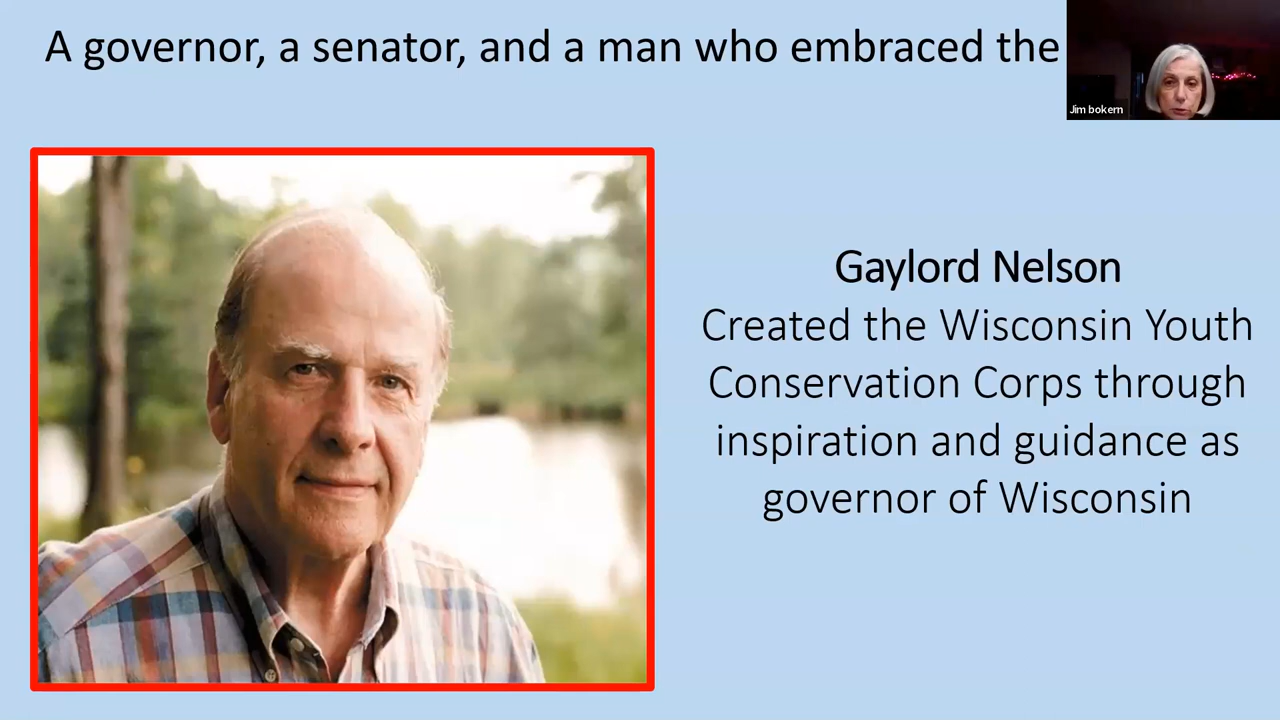 A governor, a senator, and a man who embraced the
Jim bokern
Gaylord Nelson
Created the Wisconsin Youth
Conservation Corps through
inspiration and guidance as
governor of Wisconsin